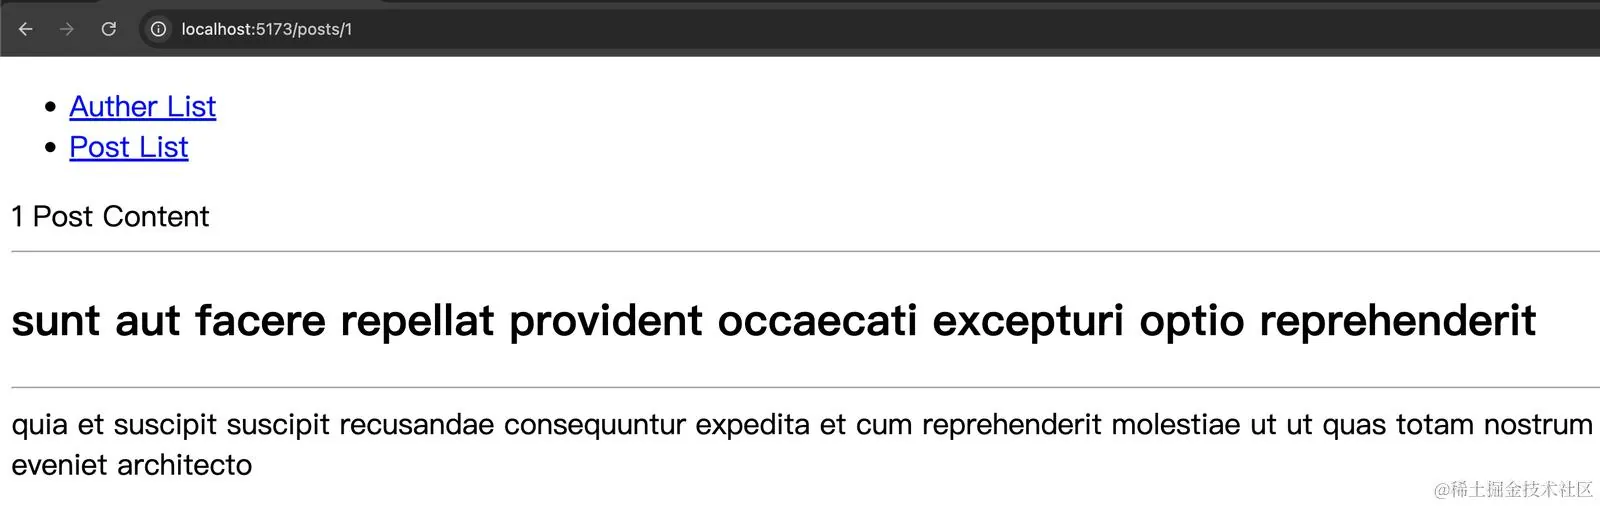 localhost:5173/posts/1
Auther List
Post List
1 Post Content
sunt aut facere repellat provident occaecati excepturi optio reprehenderit
quia et suscipit suscipit recusandae consequuntur expedita et cum reprehenderit molestiae ut ut quas totam nostrum
eveniet architecto
@稀土掘金技术社区